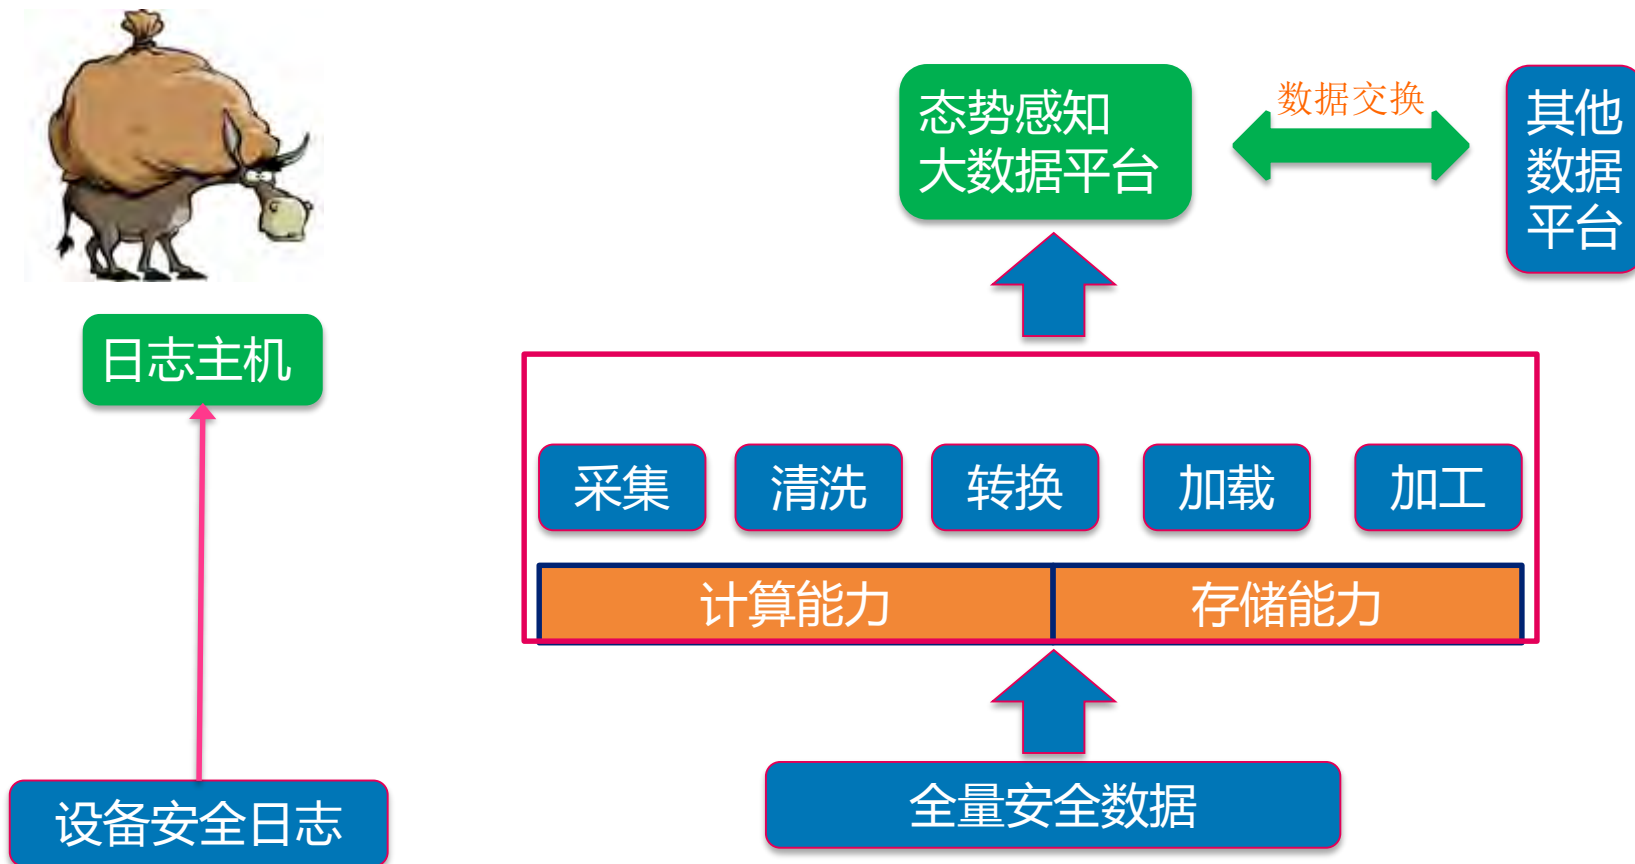 态势感知
大数据平台
数据交换
其他
数据
平台
日志主机
采集
清洗
转换
加载
加工
计算能力
存储能力
设备安全日志
全量安全数据